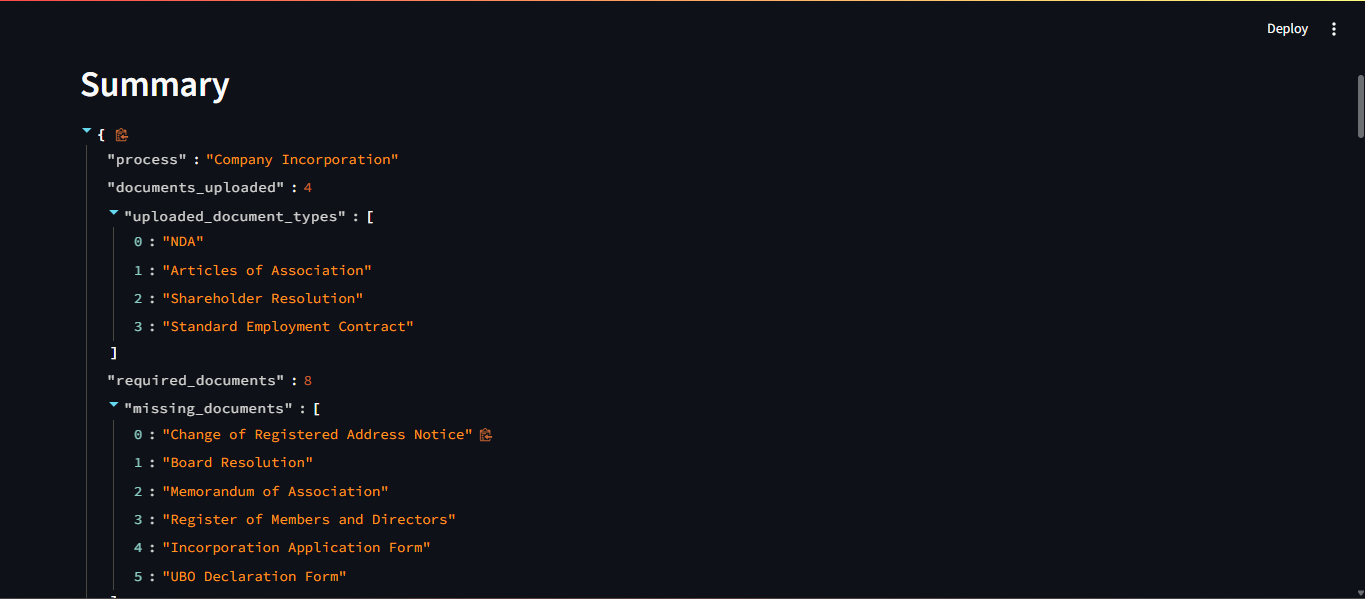 Deploy
Summary
{
"process" : "Company Incorporation"
"documents_uploaded" : 4
"uploaded_document_types" : [
0 : "NDA"
1 : "Articles of Association"
2 : "Shareholder Resolution"
3 : "Standard Employment Contract"
]
"required_documents" : 8
"missing_documents" : [
0 : "Change of Registered Address Notice"
1 : "Board Resolution"
2 : "Memorandum of Association"
3 : "Register of Members and Directors"
4 : "Incorporation Application Form"
5 : "UBO Declaration Form"